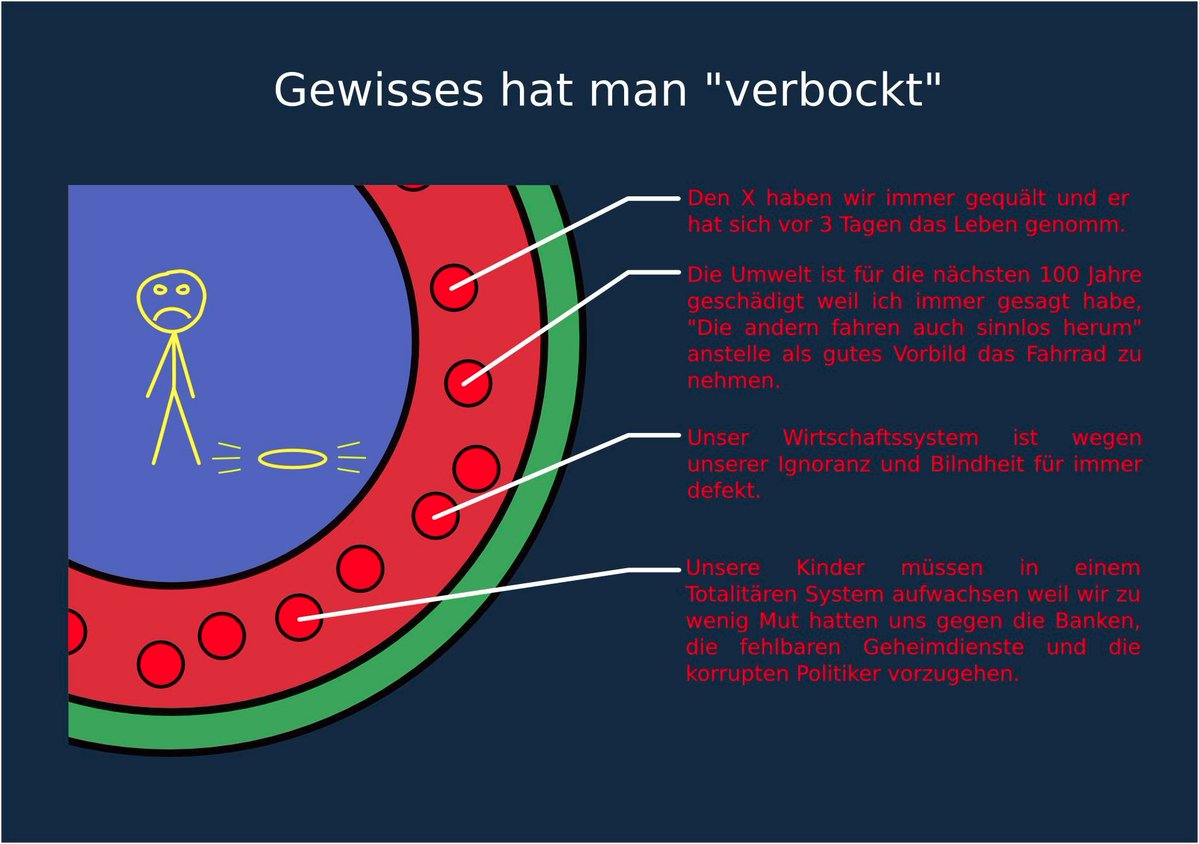 Gewisses hat man "verbockt"
Den X haben wir immer gequält und er
hat sich vor 3 Tagen das Leben genomm.
Die Umwelt ist für die nächsten 100 Jahre
geschädigt weil ich immer gesagt habe,
"Die andern fahren auch sinnlos herum"
anstelle als gutes Vorbild das Fahrrad zu
nehmen.
Unser Wirtschaftssystem ist wegen
unserer Ignoranz und Bilndheit für immer
defekt.
Unsere Kinder müssen in einem
Totalitären System aufwachsen weil wir zu
wenig Mut hatten uns gegen die Banken,
die fehlbaren Geheimdienste und die
korrupten Politiker vorzugehen.